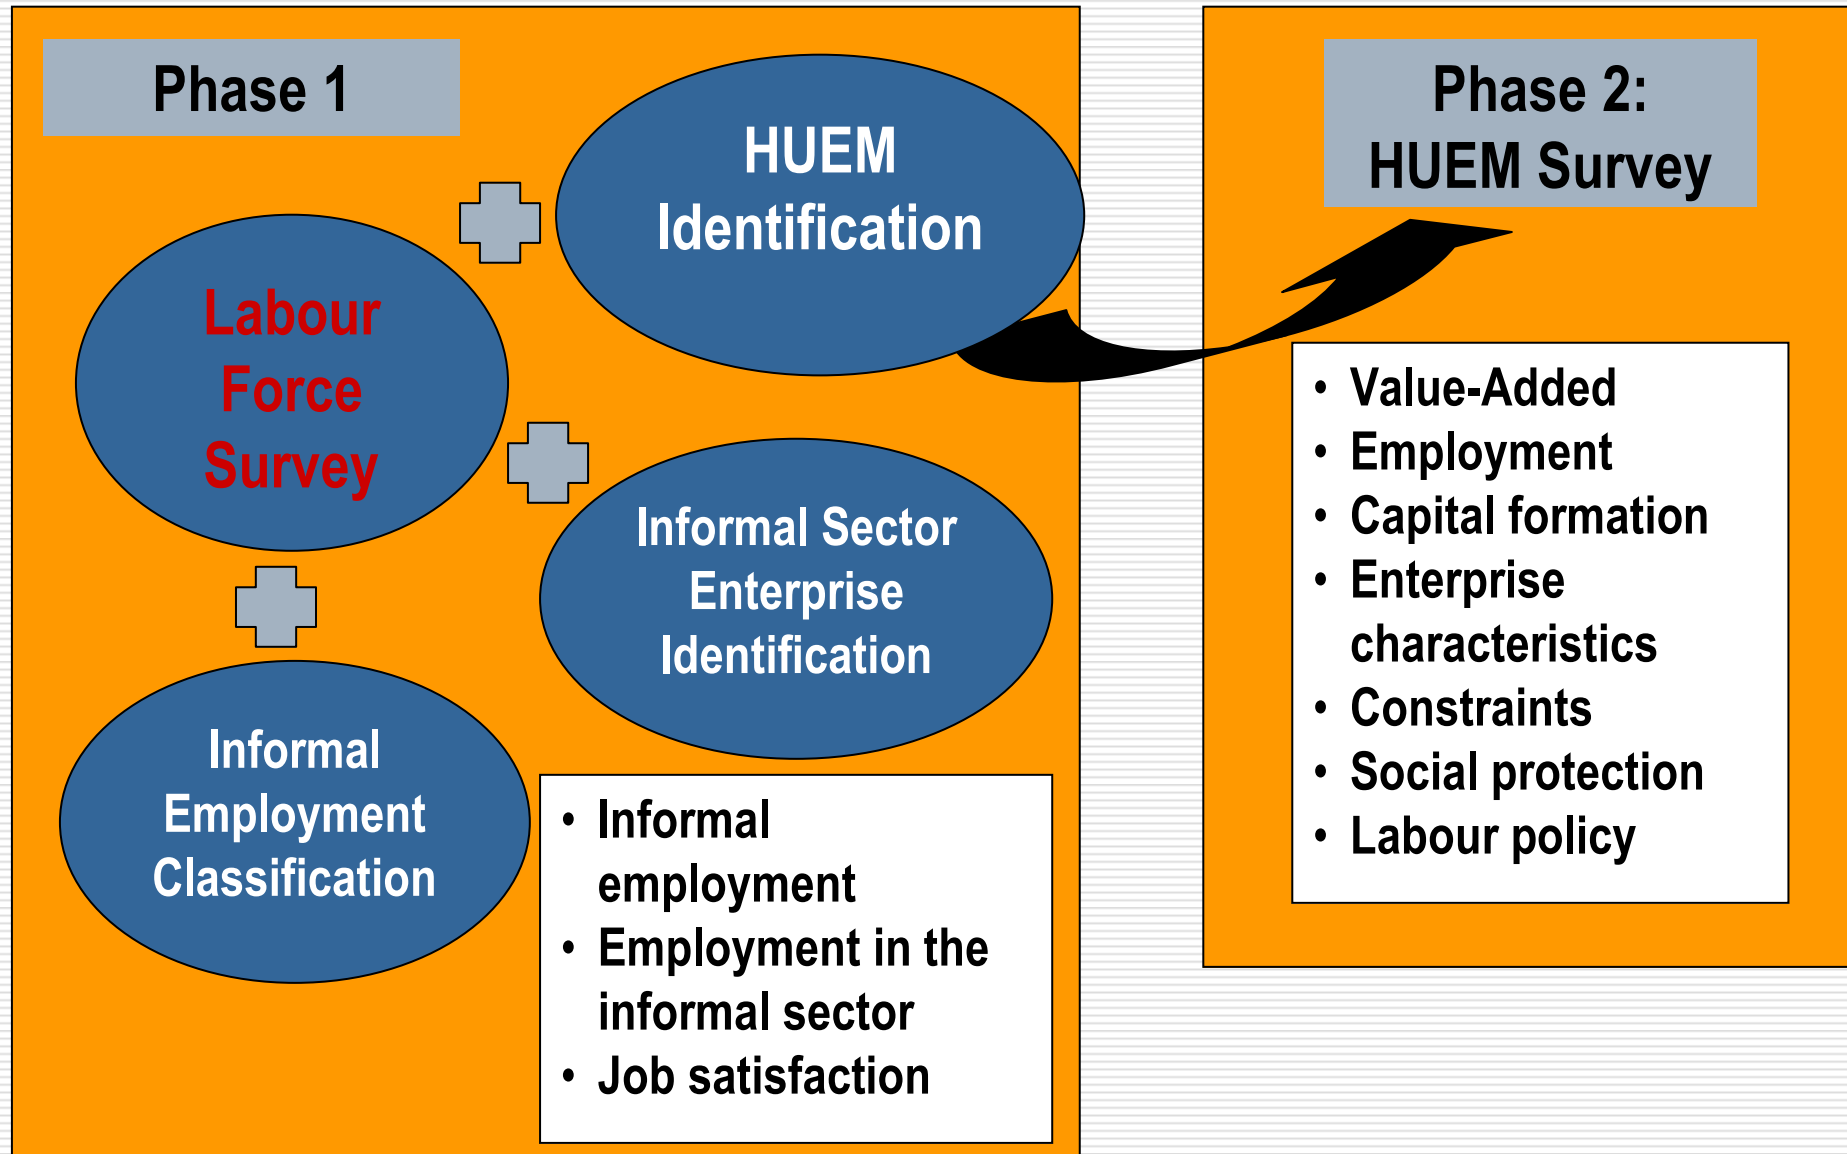 Phase 1
HUEM
Identification
Labour
Force
Survey
Informal Sector
Enterprise
Identification
Informal
Employment
Classification
• Informal
employment
• Employment in the
informal sector
• Job satisfaction
Phase 2:
HUEM Survey
• Value-Added
• Employment
• Capital formation
• Enterprise
characteristics
• Constraints
• Social protection
• Labour policy